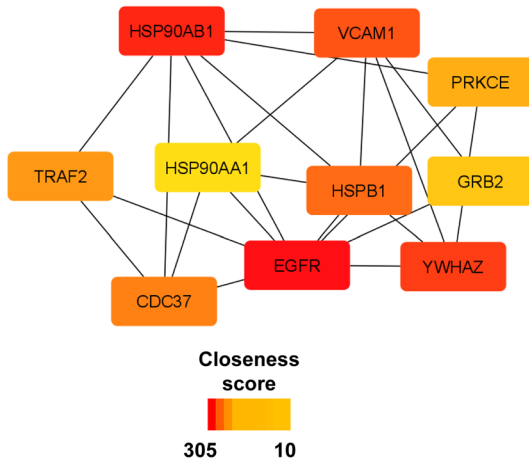 HSP90AB1
VCAM1
PRKCE
TRAF2
HSP90AA1
HSPB1
GRB2
EGFR
YWHAZ
CDC37
Closeness
score
305 10